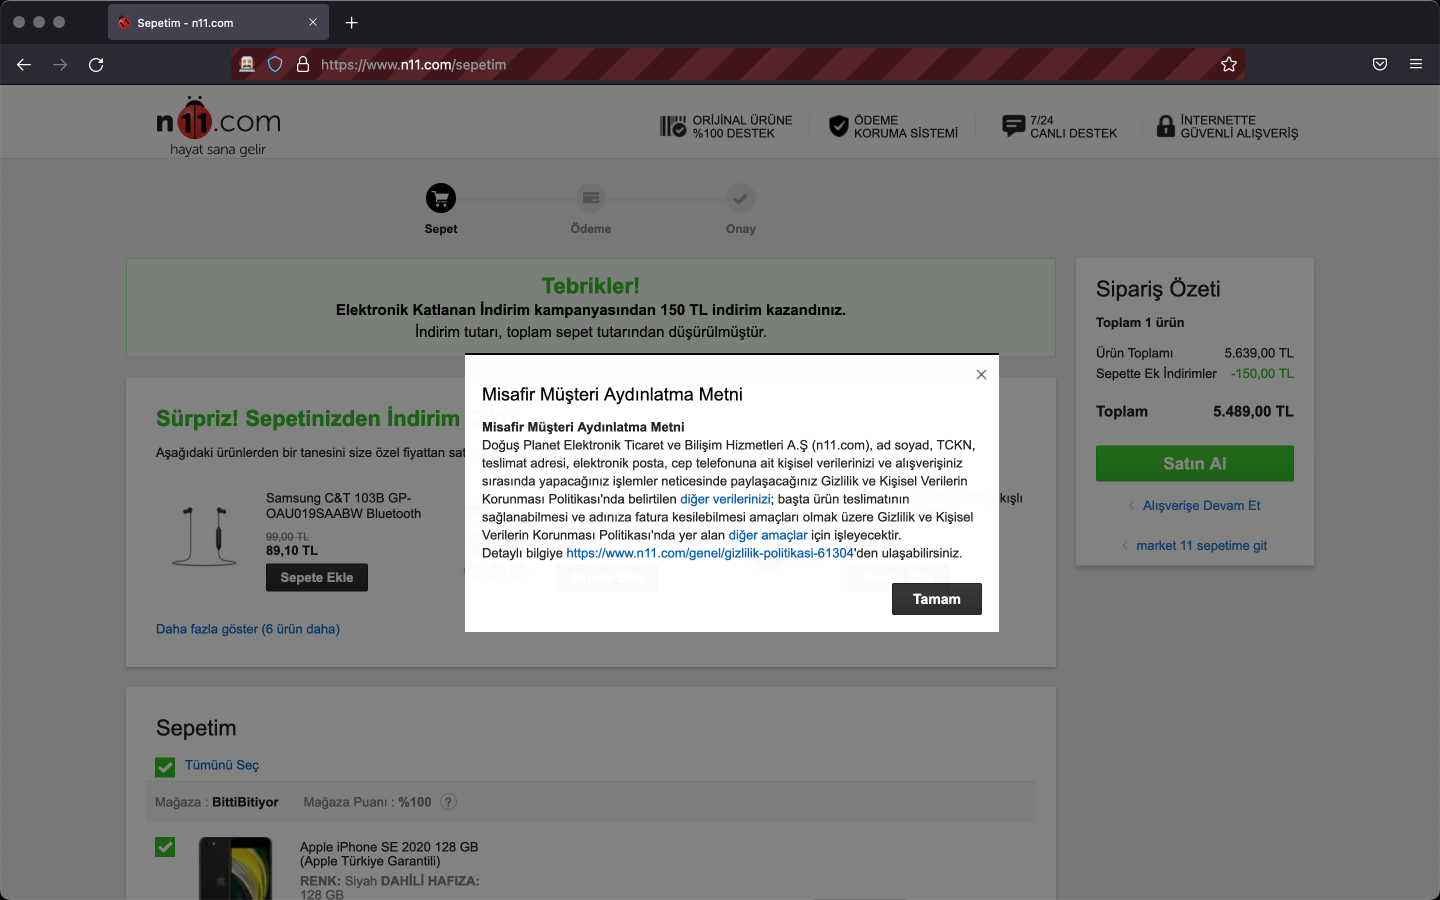 Sepetim - n11.com
https://www.n11.com/sepetim
n11.com
hayat sana gelir
ORİJİNAL ÜRÜNE
%100 DESTEK
ÖDEME
KORUMA SİSTEMİ
7/24
CANLI DESTEK
İNTERNETTE
GÜVENLİ ALIŞVERİŞ
Sepet
Ödeme
Onay
Tebrikler!
Elektronik Katlanan İndirim kampanyasından 150 TL indirim kazandınız.
İndirim tutarı, toplam sepet tutarından düşürülmüştür.
Sipariş Özeti
Toplam 1 ürün
Ürün Toplamı 5.639,00 TL
Sepette Ek İndirimler -150,00 TL
Toplam 5.489,00 TL
Satın Al
Alışverişe Devam Et
market 11 sepetime git
Misafir Müşteri Aydınlatma Metni
Misafir Müşteri Aydınlatma Metni
Doğuş Planet Elektronik Ticaret ve Bilişim Hizmetleri A.Ş (n11.com), ad soyad, TCKN,
teslimat adresi, elektronik posta, cep telefonuna ait kişisel verilerinizi ve alışverişiniz
sırasında yapacağınız işlemler neticesinde paylaşacağınız Gizlilik ve Kişisel Verilerin
Korunması Politikası'nda belirtilen diğer verilerinizi; başta ürün teslimatının
sağlanabilmesi ve adınıza fatura kesilebilmesi amaçları olmak üzere Gizlilik ve Kişisel
Verilerin Korunması Politikası'nda yer alan diğer amaçlar için işleyecektir.
Detaylı bilgiye https://www.n11.com/genel/gizlilik-politikasi-61304'den ulaşabilirsiniz.
Tamam
Sürpriz! Sepetinizden İndirim
Aşağıdaki ürünlerden bir tanesini size özel fiyattan
Samsung C&T 103B GP-
OAU019SAABW Bluetooth
99,00 TL
89,10 TL
Sepete Ekle
Sepete Ekle
Sepete Ekle
Daha fazla göster (6 ürün daha)
Sepetim
Tümünü Seç
Mağaza : BittiBitiyor Mağaza Puanı : %100 ?
Apple iPhone SE 2020 128 GB
(Apple Türkiye Garantili)
RENK: Siyah DAHİLİ HAFIZA:
128 GB